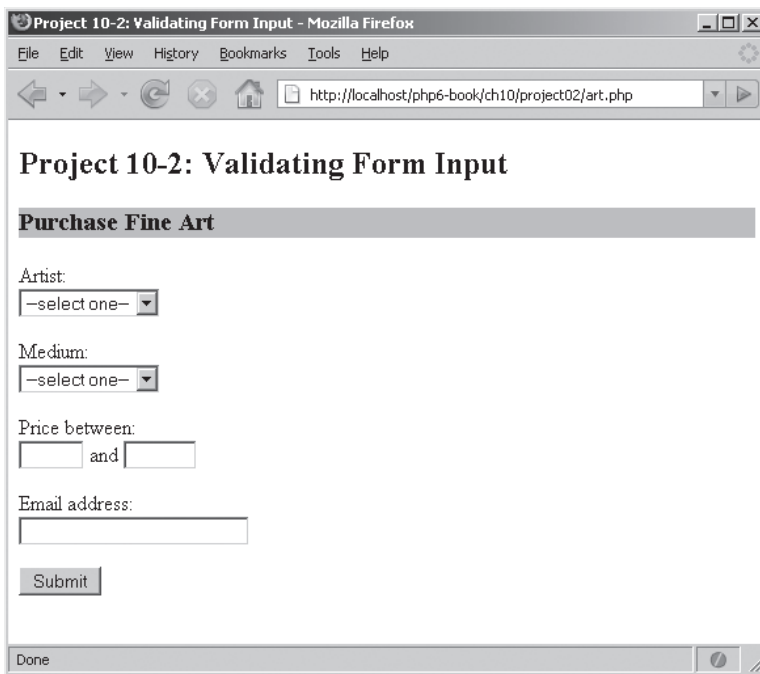 Project 10-2: Validating Form Input - Mozilla Firefox
File Edit View History Bookmarks Tools Help
http://localhost/php6-book/ch10/project02/art.php
Project 10-2: Validating Form Input
Purchase Fine Art
Artist:
--select one--
Medium:
--select one--
Price between:
and
Email address:
Submit
Done